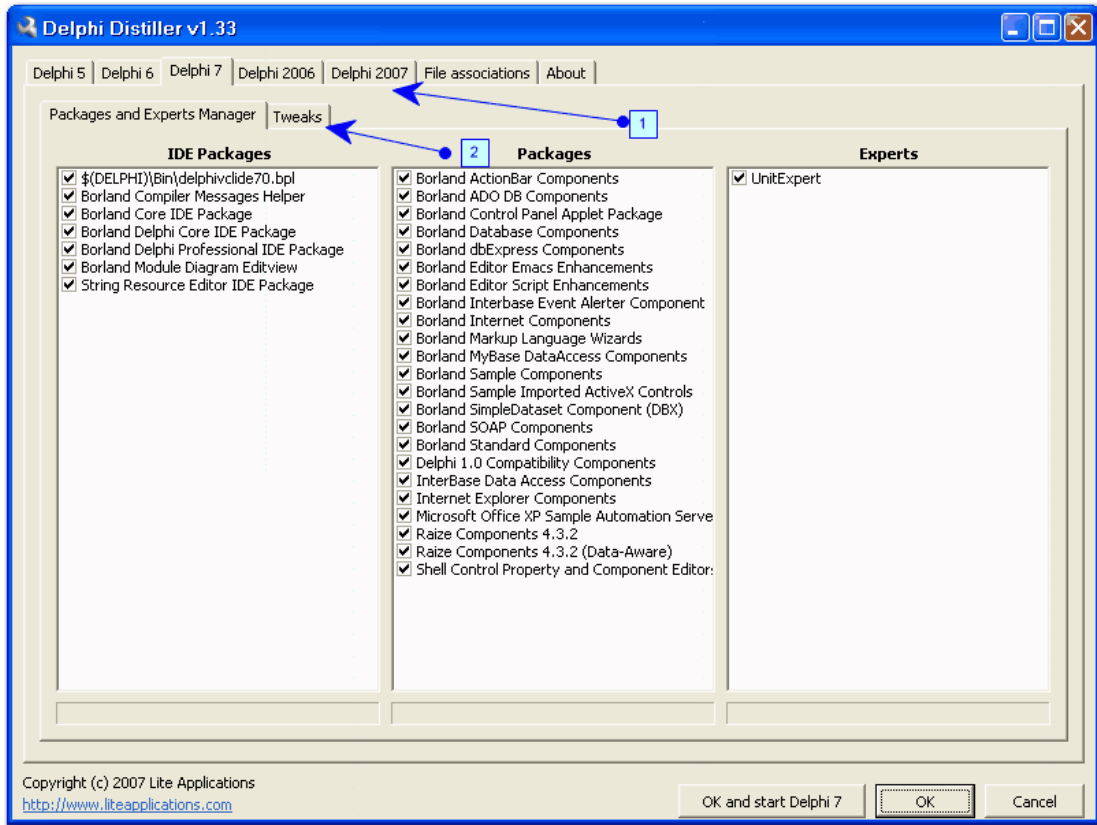 Delphi Distiller v1.33
Delphi 5 Delphi 6 Delphi 7 Delphi 2006 Delphi 2007 File associations About
1
Packages and Experts Manager Tweaks
2
IDE Packages
$(DELPHI)\Bin\delphivclide70.bpl
Borland Compiler Messages Helper
Borland Core IDE Package
Borland Delphi Core IDE Package
Borland Delphi Professional IDE Package
Borland Module Diagram Editview
String Resource Editor IDE Package
Packages
Borland ActionBar Components
Borland ADO DB Components
Borland Control Panel Applet Package
Borland Database Components
Borland dbExpress Components
Borland Editor Emacs Enhancements
Borland Editor Script Enhancements
Borland Interbase Event Alerter Component
Borland Internet Components
Borland Markup Language Wizards
Borland MyBase DataAccess Components
Borland Sample Components
Borland Sample Imported ActiveX Controls
Borland SimpleDataset Component (DBX)
Borland SOAP Components
Borland Standard Components
Delphi 1.0 Compatibility Components
InterBase Data Access Components
Internet Explorer Components
Microsoft Office XP Sample Automation Serve
Raize Components 4.3.2
Raize Components 4.3.2 (Data-Aware)
Shell Control Property and Component Editor
Experts
UnitExpert
Copyright (c) 2007 Lite Applications
http://www.liteapplications.com
OK and start Delphi 7 OK Cancel